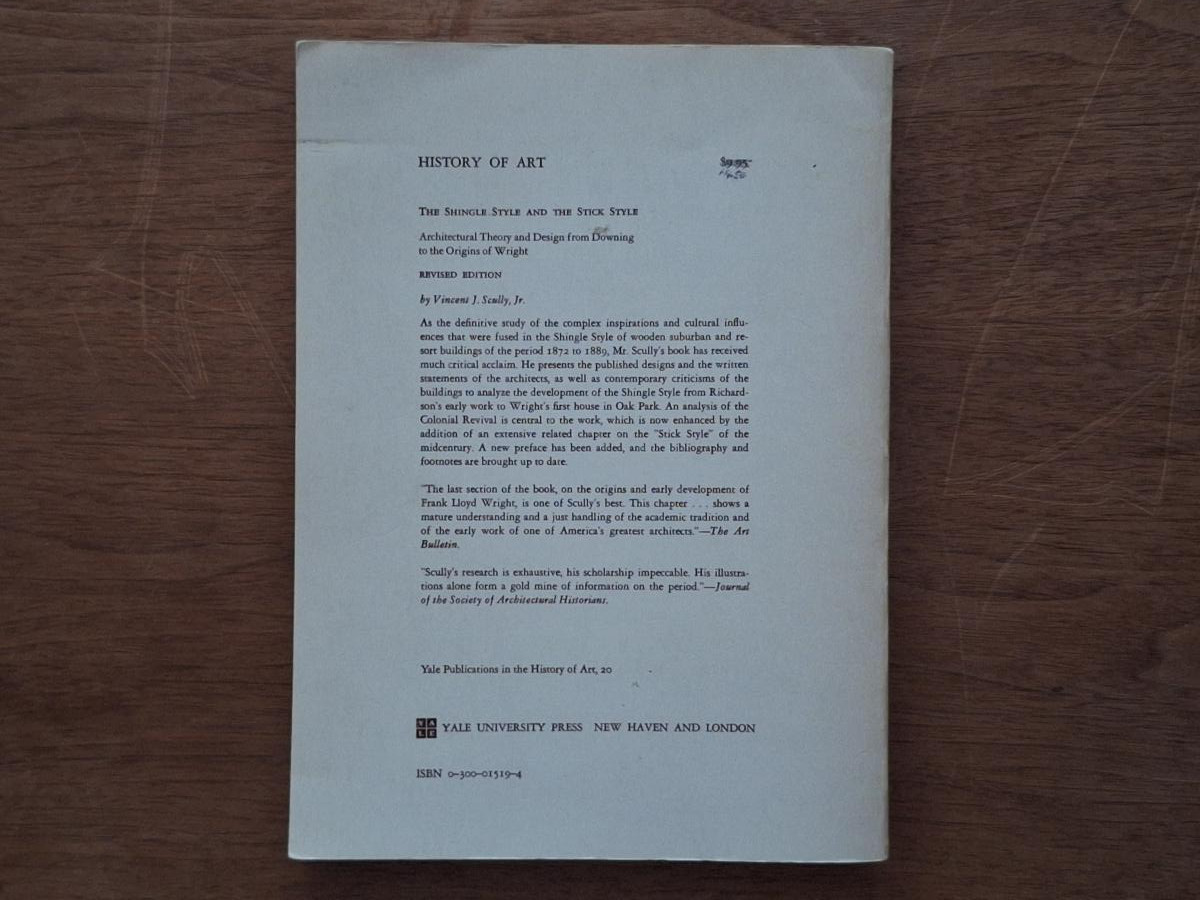 HISTORY OF ART
$9.95
THE SHINGLE STYLE AND THE STICK STYLE
Architectural Theory and Design from Downing
to the Origins of Wright
REVISED EDITION
by Vincent J. Scully, Jr.
As the definitive study of the complex inspirations and cultural influ-
ences that were fused in the Shingle Style of wooden suburban and re-
sort buildings of the period 1872 to 1889, Mr. Scully's book has received
much critical acclaim. He presents the published designs and the written
statements of the architects, as well as contemporary criticisms of the
buildings to analyze the development of the Shingle Style from Richard-
son's early work to Wright's first house in Oak Park. An analysis of the
Colonial Revival is central to the work, which is now enhanced by the
addition of an extensive related chapter on the "Stick Style" of the
midcentury. A new preface has been added, and the bibliography and
footnotes are brought up to date.
"The last section of the book, on the origins and early development of
Frank Lloyd Wright, is one of Scully's best. This chapter . . . shows a
mature understanding and a just handling of the academic tradition and
of the early work of one of America's greatest architects."—The Art
Bulletin.
"Scully's research is exhaustive, his scholarship impeccable. His illustra-
tions alone form a gold mine of information on the period."—Journal
of the Society of Architectural Historians.
Yale Publications in the History of Art, 20
YALE YALE UNIVERSITY PRESS NEW HAVEN AND LONDON
ISBN 0-300-01519-4